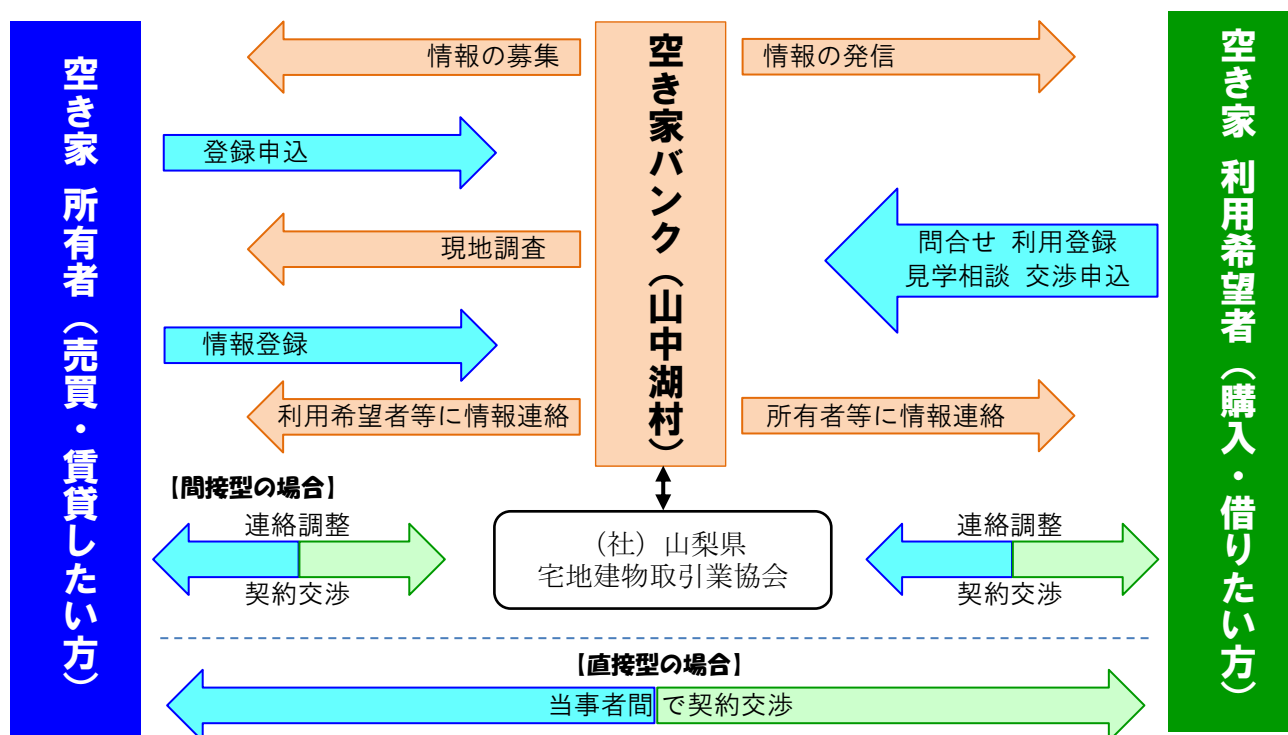 空き家 所有者（売買・賃貸したい方）
情報の募集
登録申込
現地調査
情報登録
利用希望者等に情報連絡
空き家バンク（山中湖村）
情報の発信
問合せ 利用登録
見学相談 交渉申込
所有者等に情報連絡
空き家 利用希望者（購入・借りたい方）
【間接型の場合】
連絡調整
契約交渉
（社）山梨県
宅地建物取引業協会
連絡調整
契約交渉
【直接型の場合】
当事者間で契約交渉